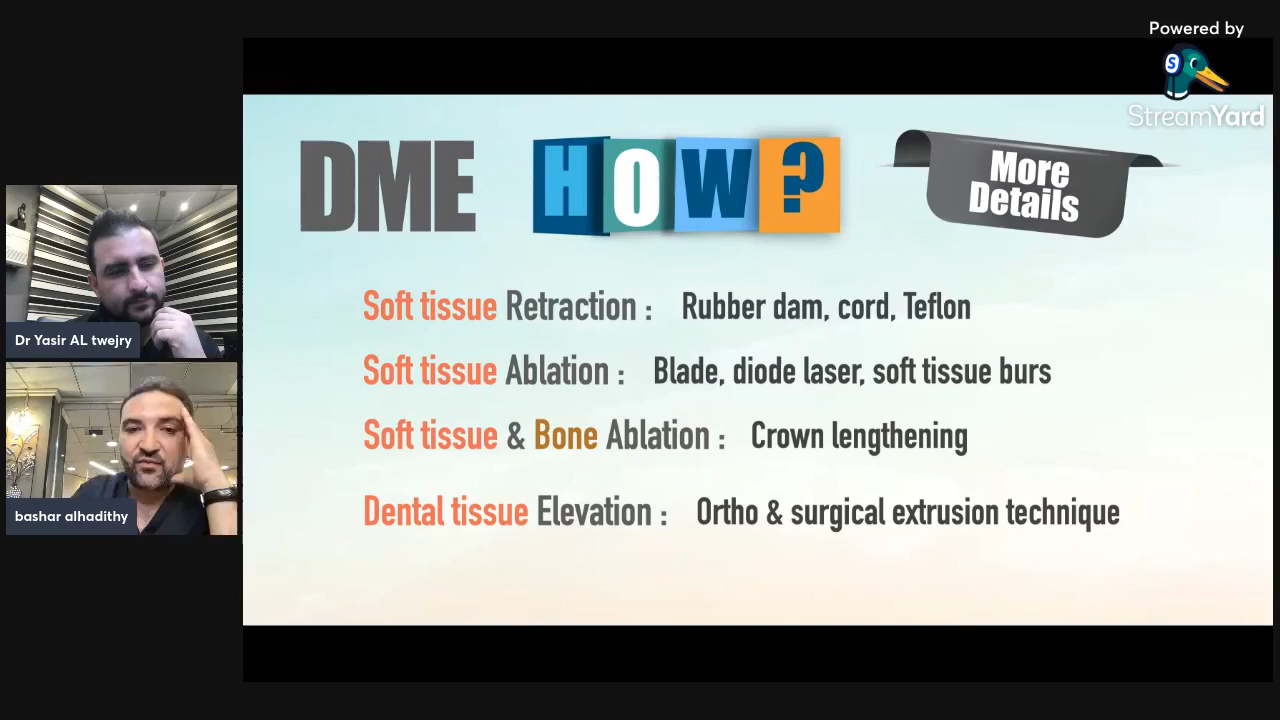 Powered by
S
StreamYard
DME HOW? More Details
Soft tissue Retraction : Rubber dam, cord, Teflon
Soft tissue Ablation : Blade, diode laser, soft tissue burs
Soft tissue & Bone Ablation : Crown lengthening
Dental tissue Elevation : Ortho & surgical extrusion technique
Dr Yasir AL twejry
bashar alhadithy